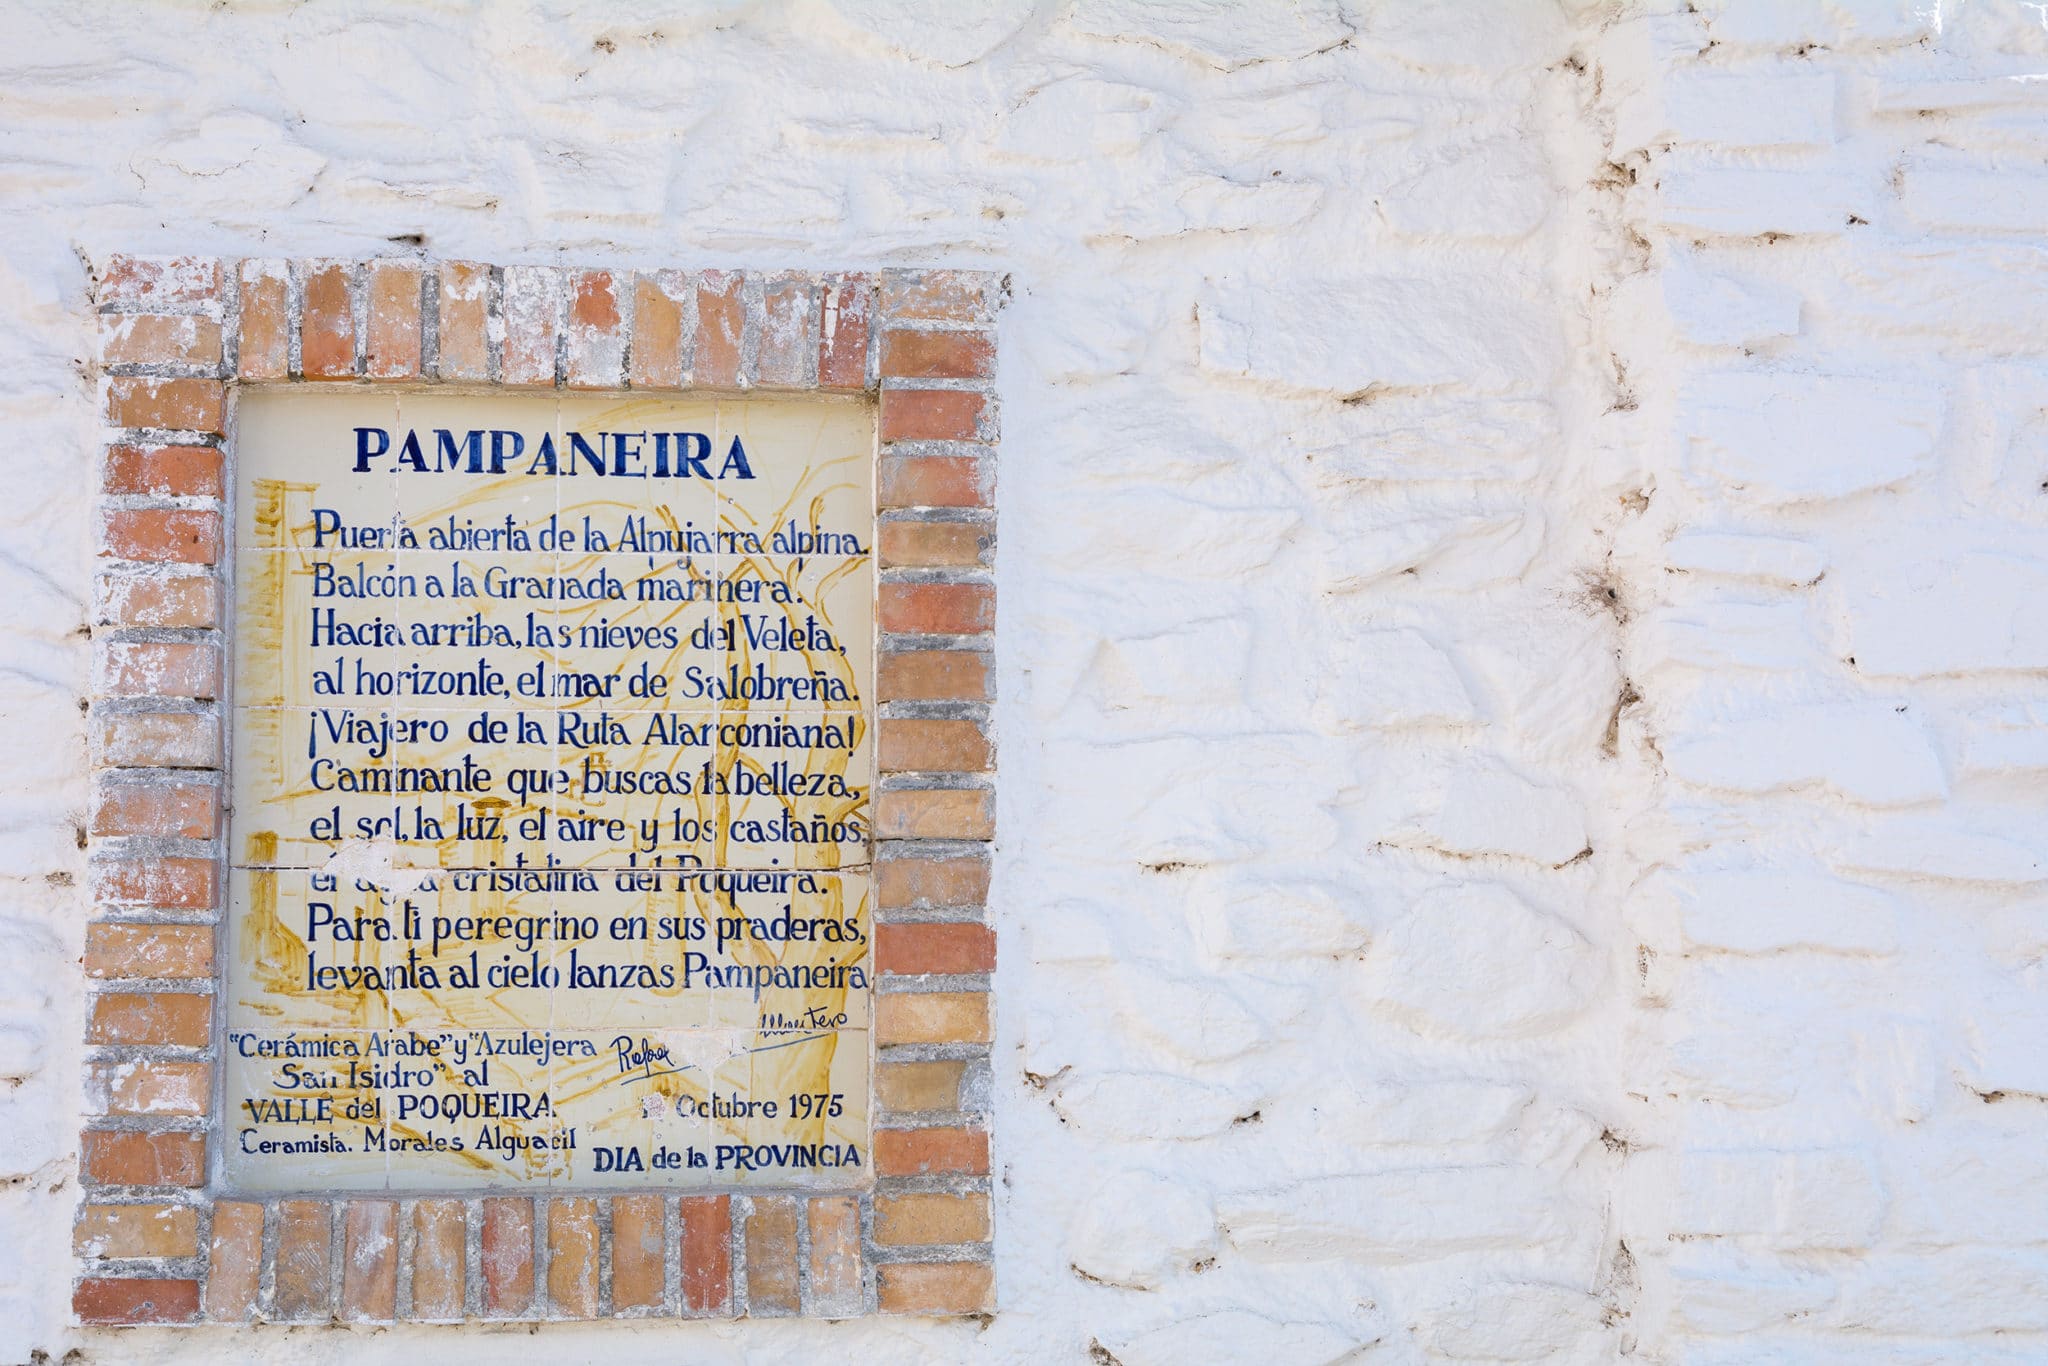 PAMPANEIRA
Puerta abierta de la Alpujarra alpina.
Balcón a la Granada marinera.
Hacia arriba, las nieves del Veleta,
al horizonte, el mar de Salobreña.
¡Viajero de la Ruta Alarconiana!
Caminante que buscas la belleza,
el sol, la luz, el aire y los castaños,
el agua cristalina del Poqueira.
Para ti peregrino en sus praderas,
levanta al cielo lanzas Pampaneira
"Cerámica Arabe" y "Azulejera
San Isidro" al
VALLE del POQUEIRA.
Ceramista. Morales Alguacil
Rafael
Octubre 1975
DIA de la PROVINCIA